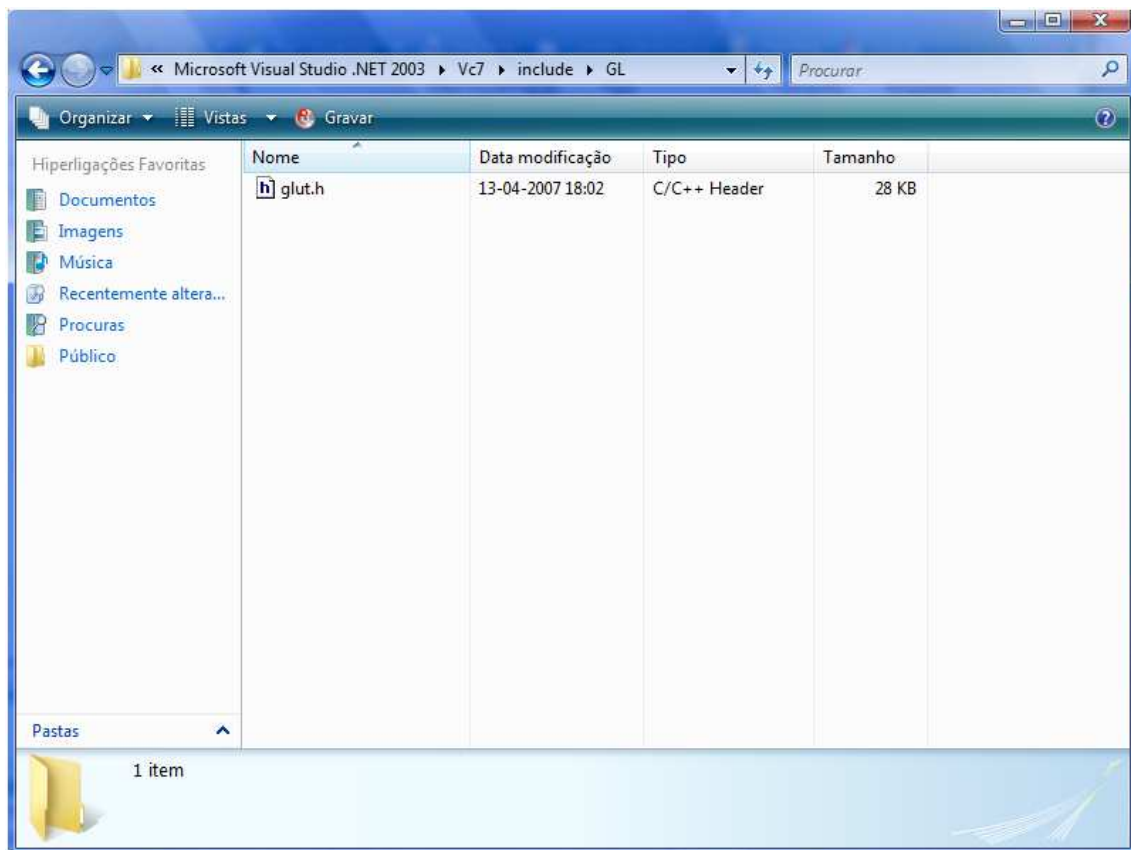 « Microsoft Visual Studio .NET 2003 Vc7 include GL Procurar
Organizar Vistas Gravar
Hiperligações Favoritas
Documentos
Imagens
Música
Recentemente altera...
Procuras
Público
Pastas
Nome Data modificação Tipo Tamanho
h glut.h 13-04-2007 18:02 C/C++ Header 28 KB
1 item